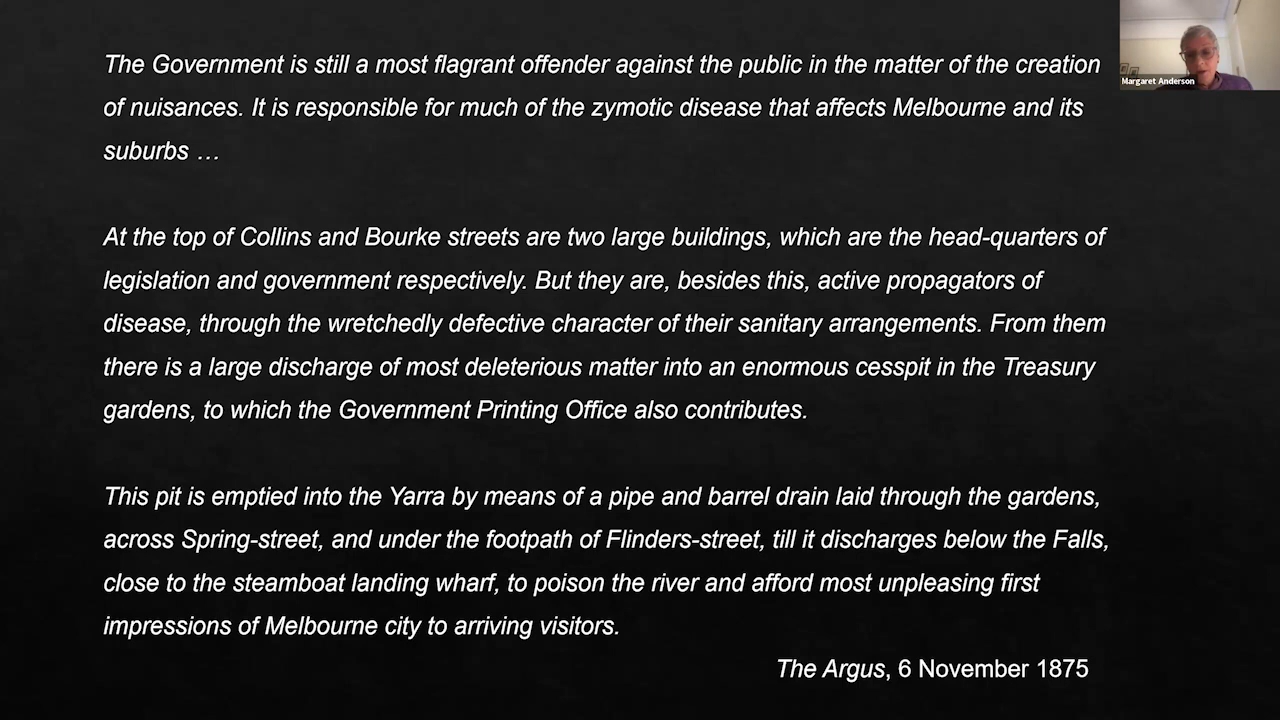 The Government is still a most flagrant offender against the public in the matter of the creation
of nuisances. It is responsible for much of the zymotic disease that affects Melbourne and its
suburbs …
At the top of Collins and Bourke streets are two large buildings, which are the head-quarters of
legislation and government respectively. But they are, besides this, active propagators of
disease, through the wretchedly defective character of their sanitary arrangements. From them
there is a large discharge of most deleterious matter into an enormous cesspit in the Treasury
gardens, to which the Government Printing Office also contributes.
This pit is emptied into the Yarra by means of a pipe and barrel drain laid through the gardens,
across Spring-street, and under the footpath of Flinders-street, till it discharges below the Falls,
close to the steamboat landing wharf, to poison the river and afford most unpleasing first
impressions of Melbourne city to arriving visitors.
The Argus, 6 November 1875
Margaret Anderson